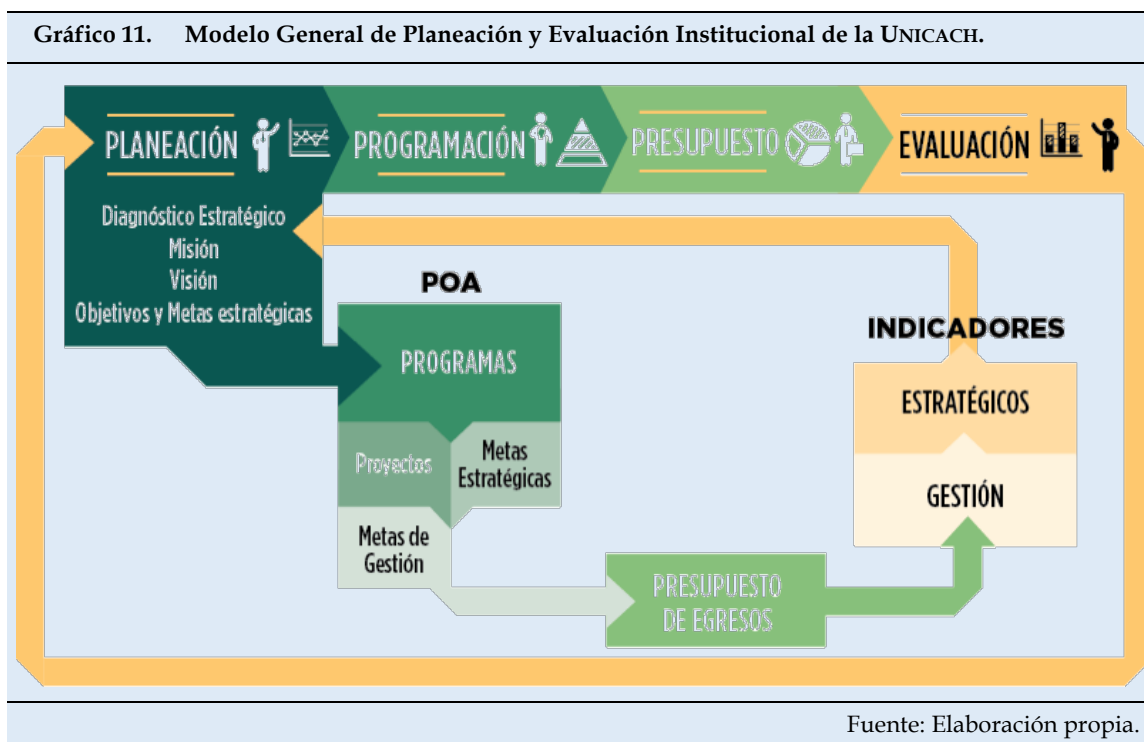 Gráfico 11. Modelo General de Planeación y Evaluación Institucional de la UNICACH.
PLANEACIÓN
PROGRAMACIÓN
PRESUPUESTO
EVALUACIÓN
Diagnóstico Estratégico
Misión
Visión
Objetivos y Metas estratégicas
POA
PROGRAMAS
Proyectos
Metas
Estratégicas
Metas de
Gestión
PRESUPUESTO
DE EGRESOS
INDICADORES
ESTRATÉGICOS
GESTIÓN
Fuente: Elaboración propia.